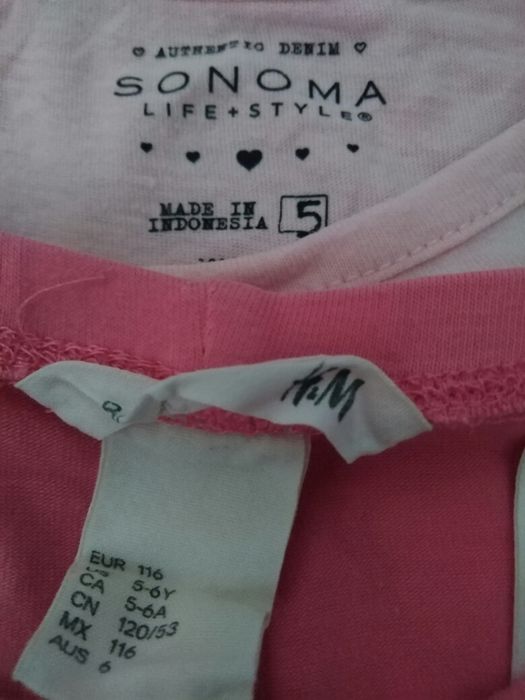 AUTHENTIC DENIM
SONOMA
LIFE + STYLE®
MADE IN
INDONESIA 5
H&M
EUR 116
US 5-6Y
CA 5-6A
CN 120/53
MX 116
AUS 6